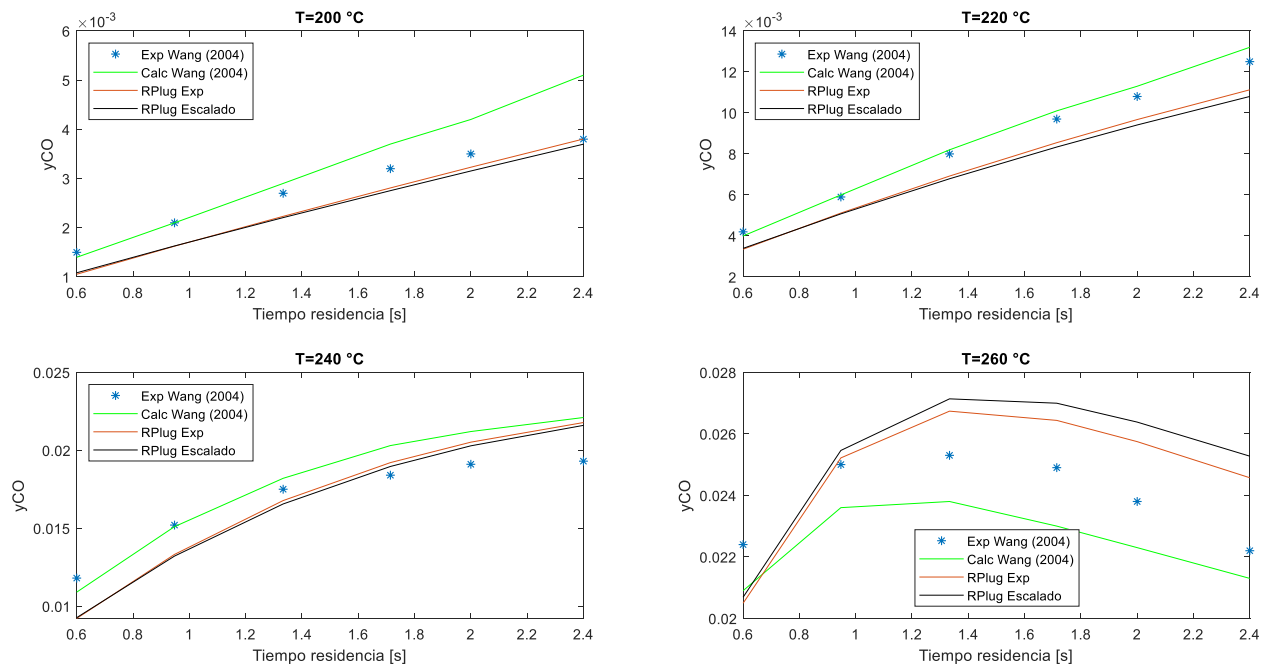 T=200 °C
×10⁻³
6
5
4
3
2
1
yCO
Exp Wang (2004)
Calc Wang (2004)
RPlug Exp
RPlug Escalado
0.6 0.8 1 1.2 1.4 1.6 1.8 2 2.2 2.4
Tiempo residencia [s]
T=220 °C
×10⁻³
14
12
10
8
6
4
2
yCO
Exp Wang (2004)
Calc Wang (2004)
RPlug Exp
RPlug Escalado
0.6 0.8 1 1.2 1.4 1.6 1.8 2 2.2 2.4
Tiempo residencia [s]
T=240 °C
0.025
0.02
0.015
0.01
yCO
Exp Wang (2004)
Calc Wang (2004)
RPlug Exp
RPlug Escalado
0.6 0.8 1 1.2 1.4 1.6 1.8 2 2.2 2.4
Tiempo residencia [s]
T=260 °C
0.028
0.026
0.024
0.022
0.02
yCO
Exp Wang (2004)
Calc Wang (2004)
RPlug Exp
RPlug Escalado
0.6 0.8 1 1.2 1.4 1.6 1.8 2 2.2 2.4
Tiempo residencia [s]